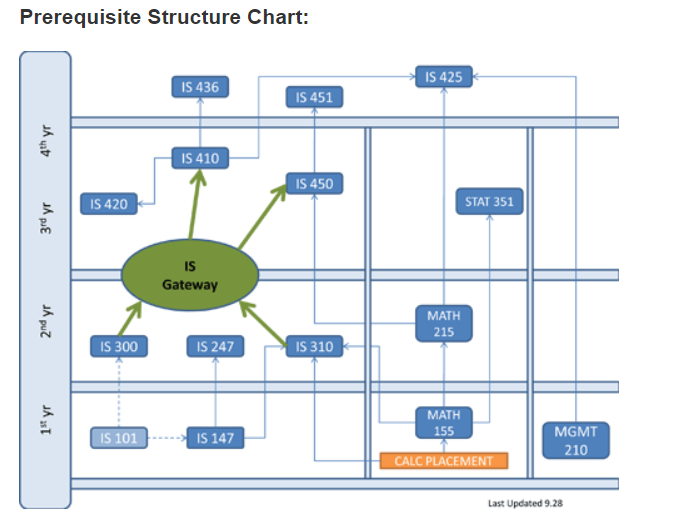 Prerequisite Structure Chart:
4th yr
3rd yr
2nd yr
1st yr
IS 436
IS 451
IS 425
IS 410
IS 450
IS 420
STAT 351
IS
Gateway
MATH
215
IS 300
IS 247
IS 310
MATH
155
IS 101
IS 147
MGMT
210
CALC PLACEMENT
Last Updated 9.28